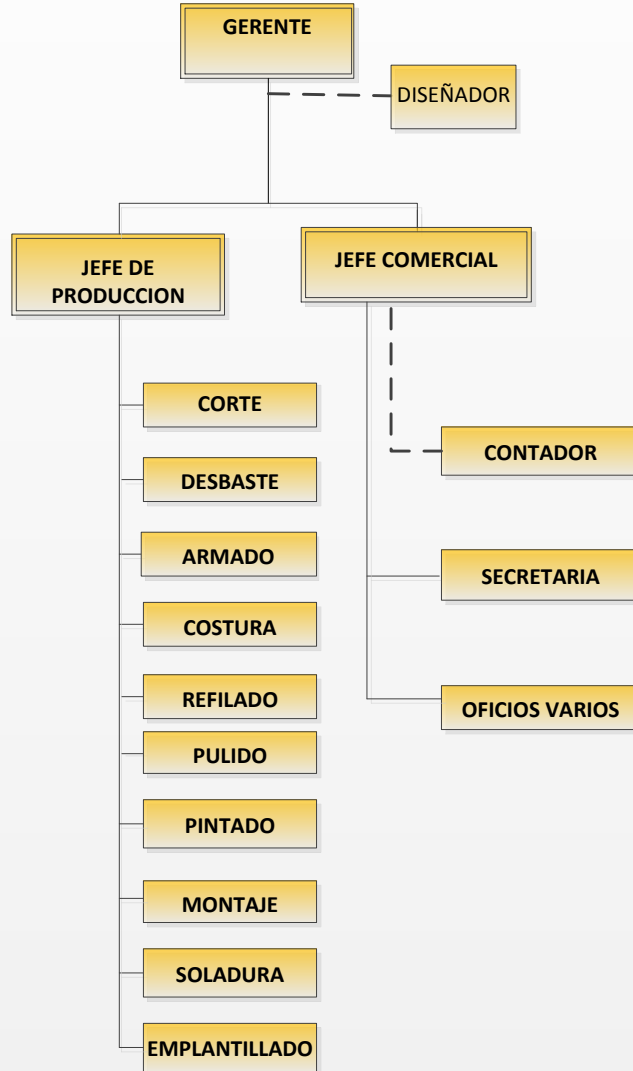 GERENTE
DISEÑADOR
JEFE DE
PRODUCCION
JEFE COMERCIAL
CORTE
DESBASTE
ARMADO
COSTURA
REFILADO
PULIDO
PINTADO
MONTAJE
SOLADURA
EMPLANTILLADO
CONTADOR
SECRETARIA
OFICIOS VARIOS